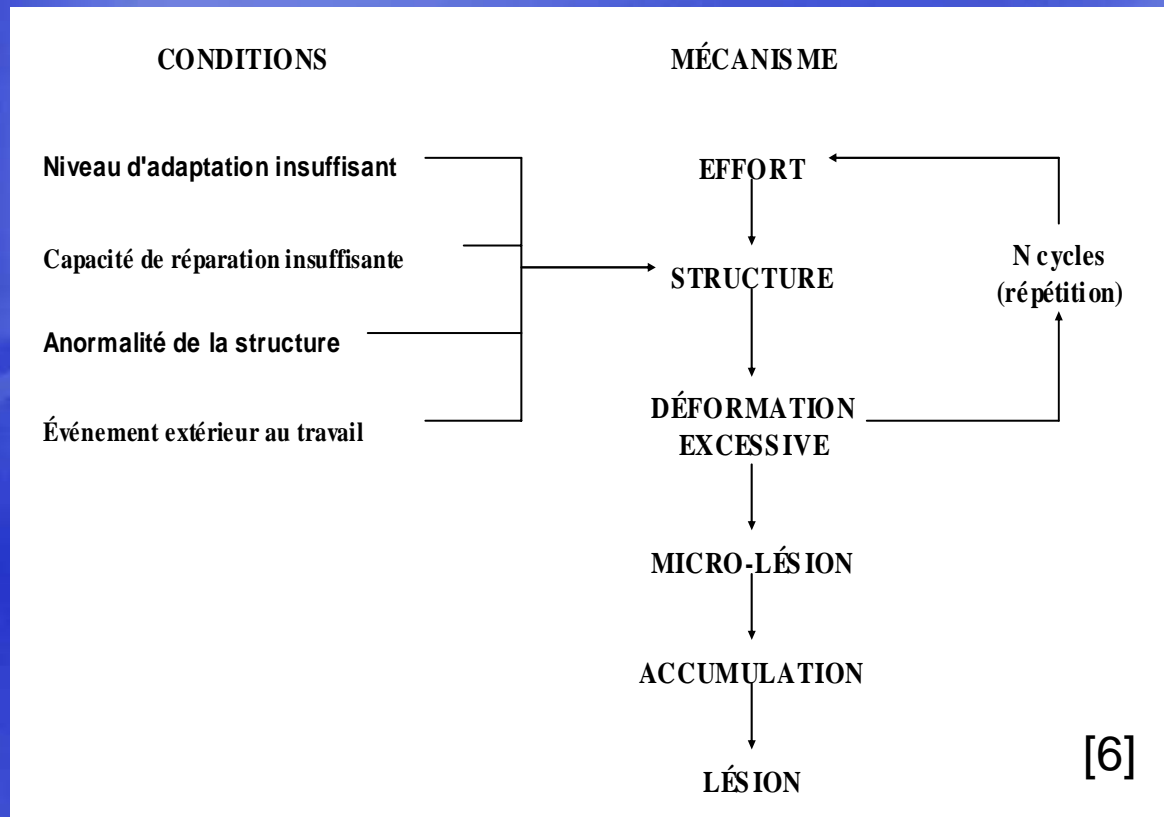 CONDITIONS
MÉCANISME
Niveau d'adaptation insuffisant
Capacité de réparation insuffisante
Anormalité de la structure
Événement extérieur au travail
EFFORT
STRUCTURE
DÉFORMATION
EXCESSIVE
MICRO-LÉSION
ACCUMULATION
LÉSION
N cycles
(répétition)
[6]